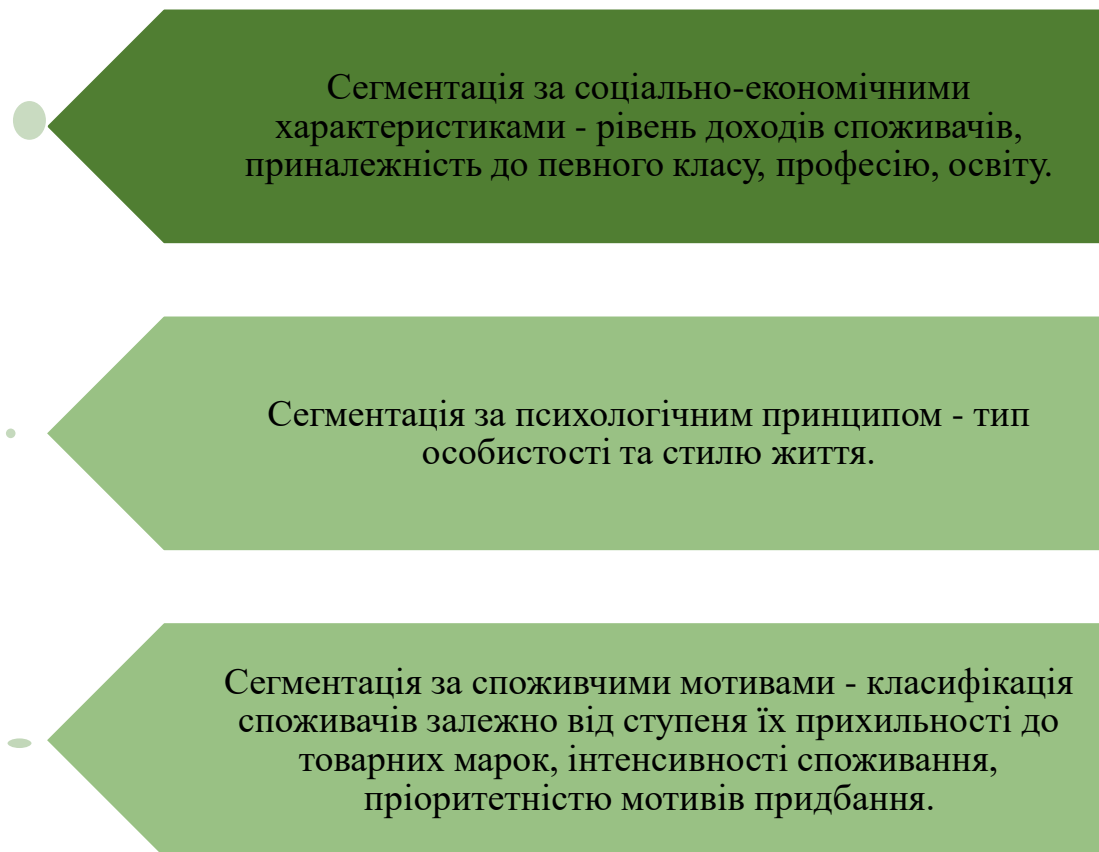 Сегментація за соціально-економічними
характеристиками - рівень доходів споживачів,
приналежність до певного класу, професію, освіту.
Сегментація за психологічним принципом - тип
особистості та стилю життя.
Сегментація за споживчими мотивами - класифікація
споживачів залежно від ступеня їх прихильності до
товарних марок, інтенсивності споживання,
пріоритетністю мотивів придбання.